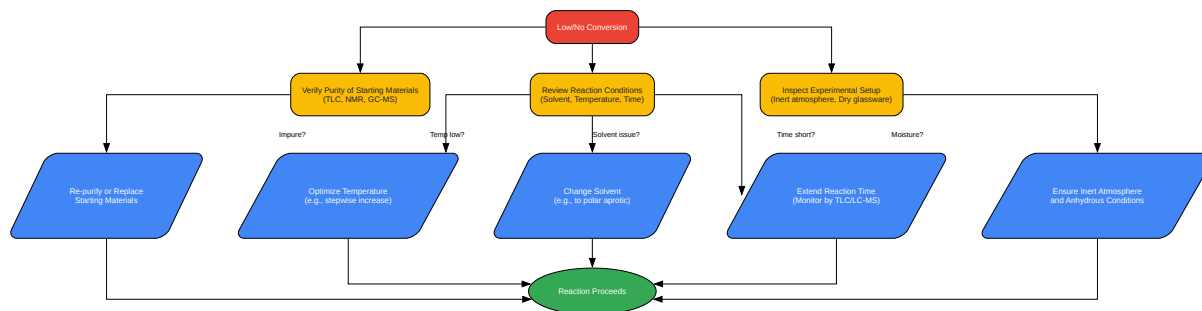 Low/No Conversion
Verify Purity of Starting Materials
(TLC, NMR, GC-MS)
Review Reaction Conditions
(Solvent, Temperature, Time)
Inspect Experimental Setup
(Inert atmosphere, Dry glassware)
Impure?
Temp low?
Solvent issue?
Time short?
Moisture?
Re-purify or Replace
Starting Materials
Optimize Temperature
(e.g., stepwise increase)
Change Solvent
(e.g., to polar aprotic)
Extend Reaction Time
(Monitor by TLC/LC-MS)
Ensure Inert Atmosphere
and Anhydrous Conditions
Reaction Proceeds